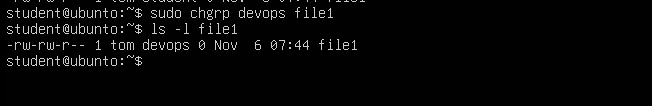 student@ubunto:~$ sudo chgrp devops file1
student@ubunto:~$ ls -l file1
-rw-rw-r-- 1 tom devops 0 Nov  6 07:44 file1
student@ubunto:~$